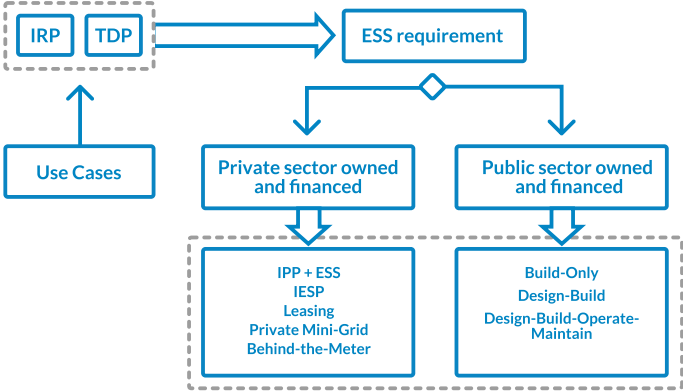 IRP
TDP
ESS requirement
Use Cases
Private sector owned
and financed
Public sector owned
and financed
IPP + ESS
IESP
Leasing
Private Mini-Grid
Behind-the-Meter
Build-Only
Design-Build
Design-Build-Operate-
Maintain